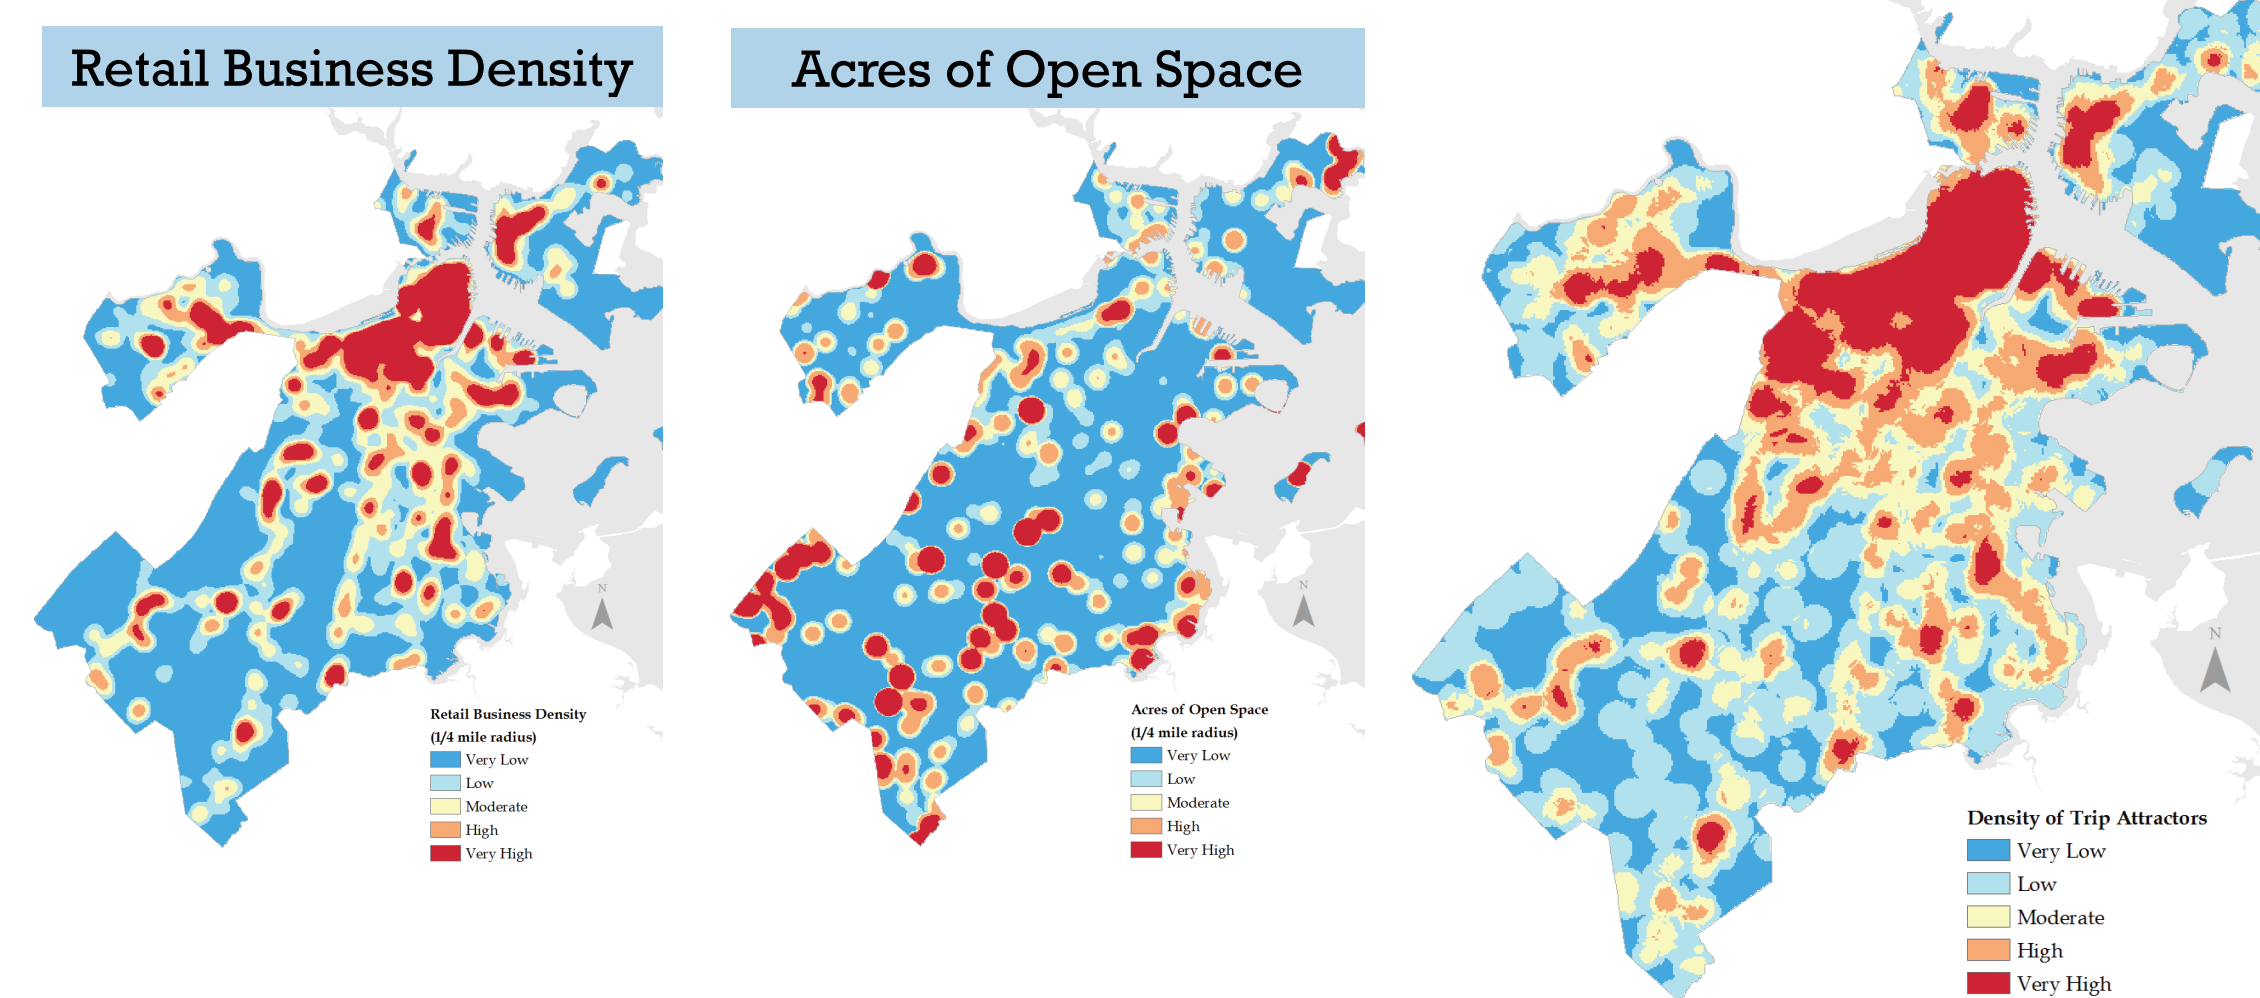 Retail Business Density
N
Retail Business Density
(1/4 mile radius)
Very Low
Low
Moderate
High
Very High
Acres of Open Space
N
Acres of Open Space
(1/4 mile radius)
Very Low
Low
Moderate
High
Very High
N
Density of Trip Attractors
Very Low
Low
Moderate
High
Very High